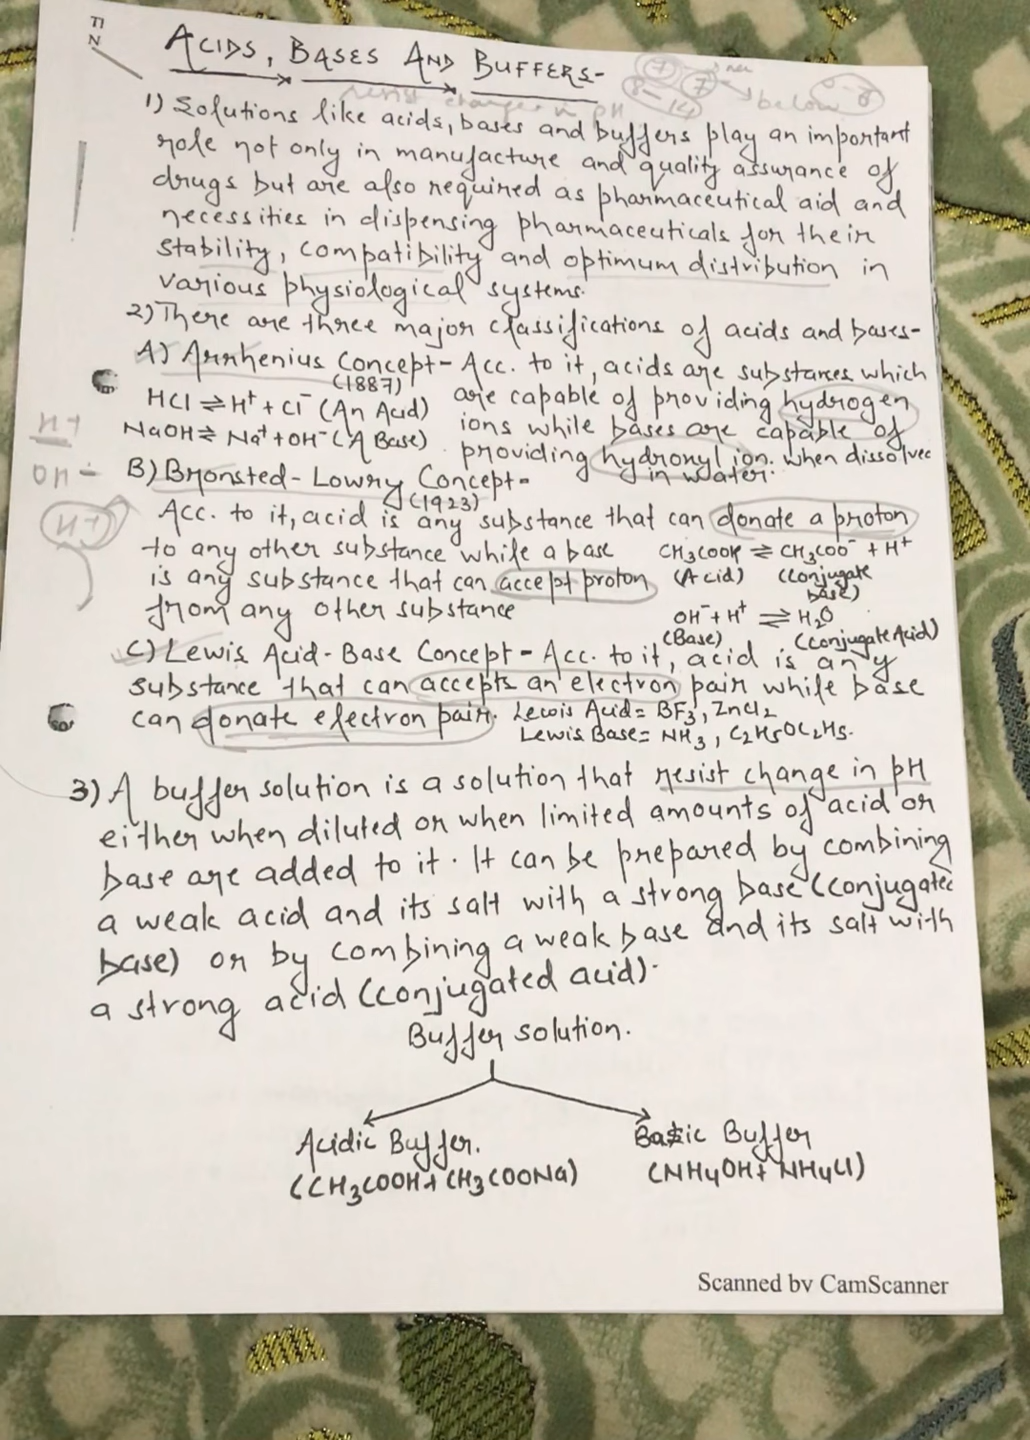 ACIDS, BASES AND BUFFERS-
resist changes in pH
7
7
8-14
below
1) Solutions like acids, bases and buffers play an important
role not only in manufacture and quality assurance of
drugs but are also required as pharmaceutical aid and
necessities in dispensing pharmaceuticals for their
stability, compatibility and optimum distribution in
various physiological systems.
2) There are three major classifications of acids and bases-
A) Arrhenius Concept- Acc. to it, acids are substances which
(1887)
HCl ⇌ H⁺ + Cl⁻ (An Acid) are capable of providing hydrogen
NaOH ⇌ Na⁺ + OH⁻ (A Base) ions while bases are capable of
providing hydroxyl ion. when dissolved
in water.
H+
OH-
B) Bronsted-Lowry Concept-
(1923)
H+
Acc. to it, acid is any substance that can donate a proton
to any other substance while a base CH₃COOH ⇌ CH₃COO⁻ + H⁺
is any substance that can accept proton (Acid) (Conjugate
base)
from any other substance OH⁻ + H⁺ ⇌ H₂O
(Base) (Conjugate Acid)
C) Lewis Acid-Base Concept- Acc. to it, acid is any
substance that can accepts an electron pair while base
can donate electron pair. Lewis Acid = BF₃, ZnCl₂
Lewis Base = NH₃, C₂H₅OC₂H₅.
3) A buffer solution is a solution that resist change in pH
either when diluted or when limited amounts of acid or
base are added to it. It can be prepared by combining
a weak acid and its salt with a strong base (conjugated
base) or by combining a weak base and its salt with
a strong acid (conjugated acid).
Buffer solution.
Acidic Buffer. Basic Buffer
(CH₃COOH + CH₃COONa) (NH4OH + NH4Cl)
Scanned by CamScanner